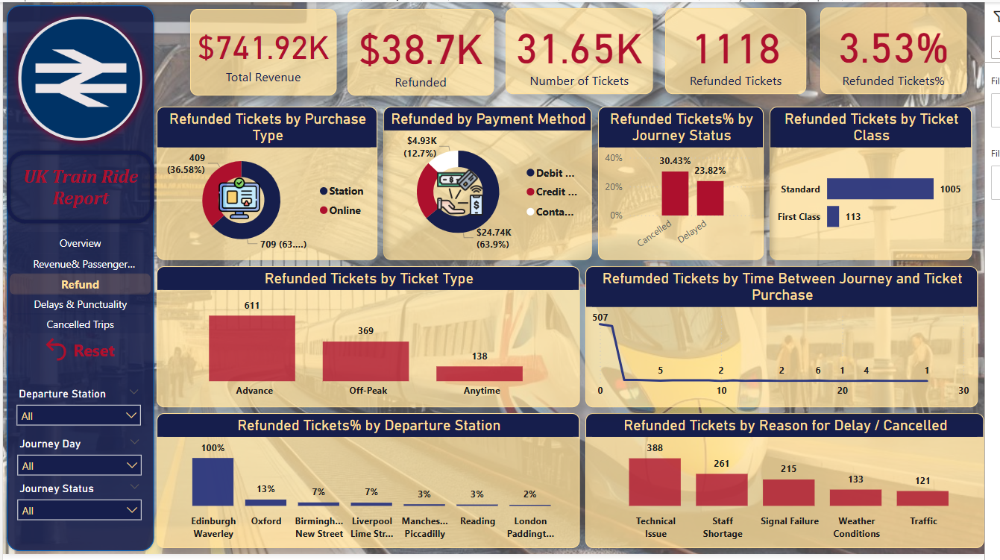 $741.92K
Total Revenue
$38.7K
Refunded
31.65K
Number of Tickets
1118
Refunded Tickets
3.53%
Refunded Tickets%
UK Train Ride
Report
Overview
Revenue& Passenger...
Refund
Delays & Punctuality
Cancelled Trips
Reset
Departure Station
All
Journey Day
All
Journey Status
All
Refunded Tickets by Purchase
Type
409
(36.58%)
709 (63....)
Station
Online
Refunded by Payment Method
$4.93K
(12.7%)
$24.74K
(63.9%)
Debit ...
Credit ...
Conta...
Refunded Tickets% by
Journey Status
40%
20%
0%
30.43%
23.82%
Cancelled
Delayed
Refunded Tickets by Ticket
Class
Standard
1005
First Class
113
Refunded Tickets by Ticket Type
611
369
138
Advance
Off-Peak
Anytime
Refumded Tickets by Time Between Journey and Ticket
Purchase
507
5
2
2
6
1
4
1
0
10
20
30
Refunded Tickets% by Departure Station
100%
13%
7%
7%
3%
3%
2%
Edinburgh
Waverley
Oxford
Birmingh...
New Street
Liverpool
Lime Str...
Manches...
Piccadilly
Reading
London
Paddingt...
Refunded Tickets by Reason for Delay / Cancelled
388
261
215
133
121
Technical
Issue
Staff
Shortage
Signal Failure
Weather
Conditions
Traffic
Fil
Fil